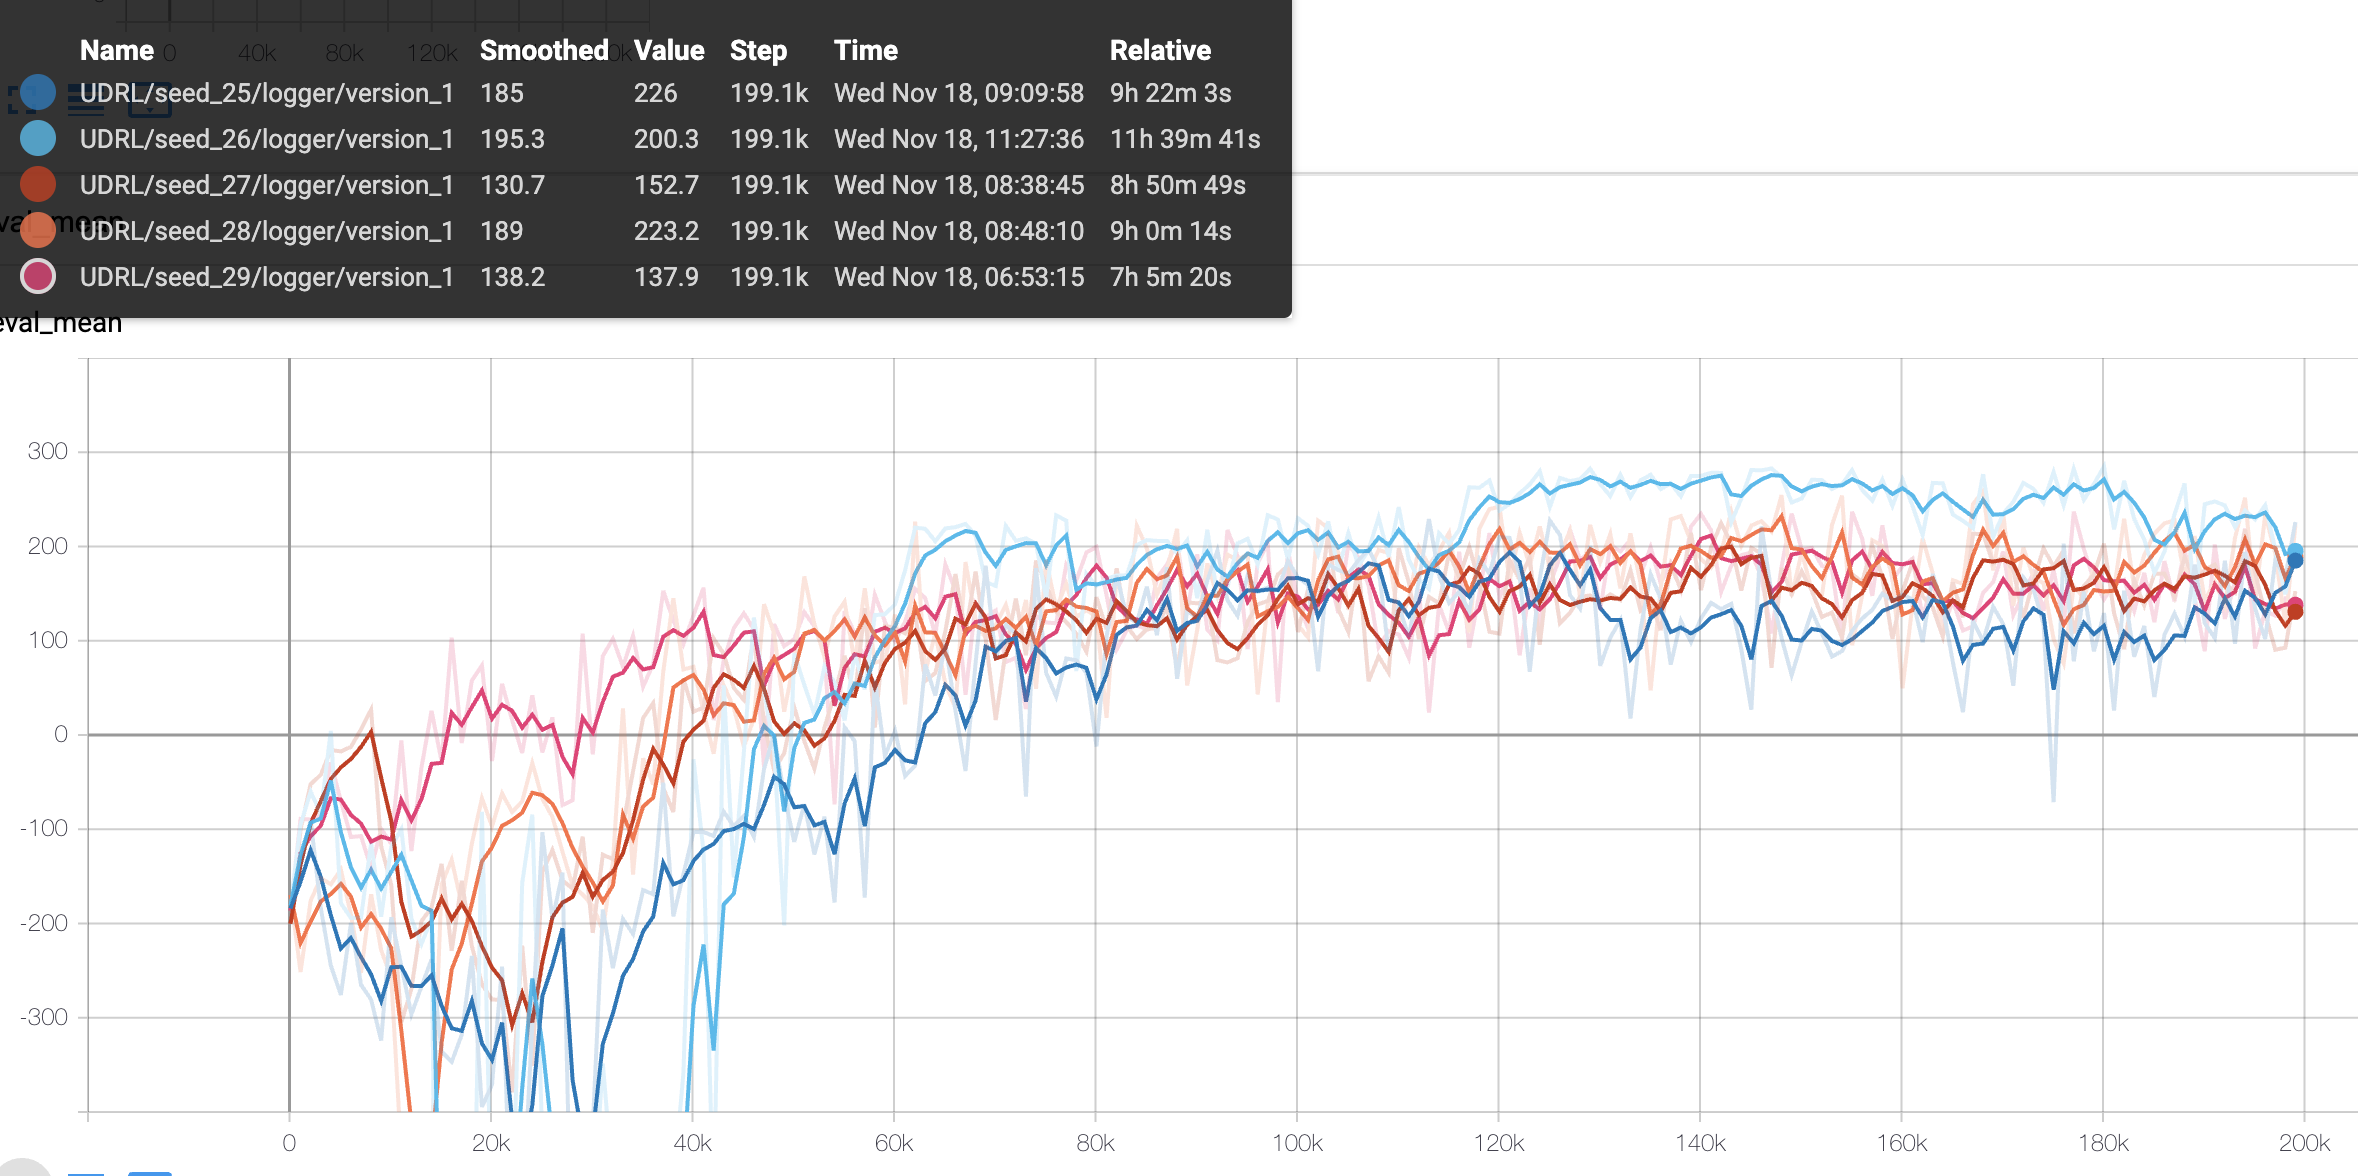 Name Smoothed Value Step Time Relative
0 40k 80k 120k
UDRL/seed_25/logger/version_1 185 226 199.1k Wed Nov 18, 09:09:58 9h 22m 3s
UDRL/seed_26/logger/version_1 195.3 200.3 199.1k Wed Nov 18, 11:27:36 11h 39m 41s
UDRL/seed_27/logger/version_1 130.7 152.7 199.1k Wed Nov 18, 08:38:45 8h 50m 49s
val_mean
UDRL/seed_28/logger/version_1 189 223.2 199.1k Wed Nov 18, 08:48:10 9h 0m 14s
UDRL/seed_29/logger/version_1 138.2 137.9 199.1k Wed Nov 18, 06:53:15 7h 5m 20s
eval_mean
300
200
100
0
-100
-200
-300
0 20k 40k 60k 80k 100k 120k 140k 160k 180k 200k